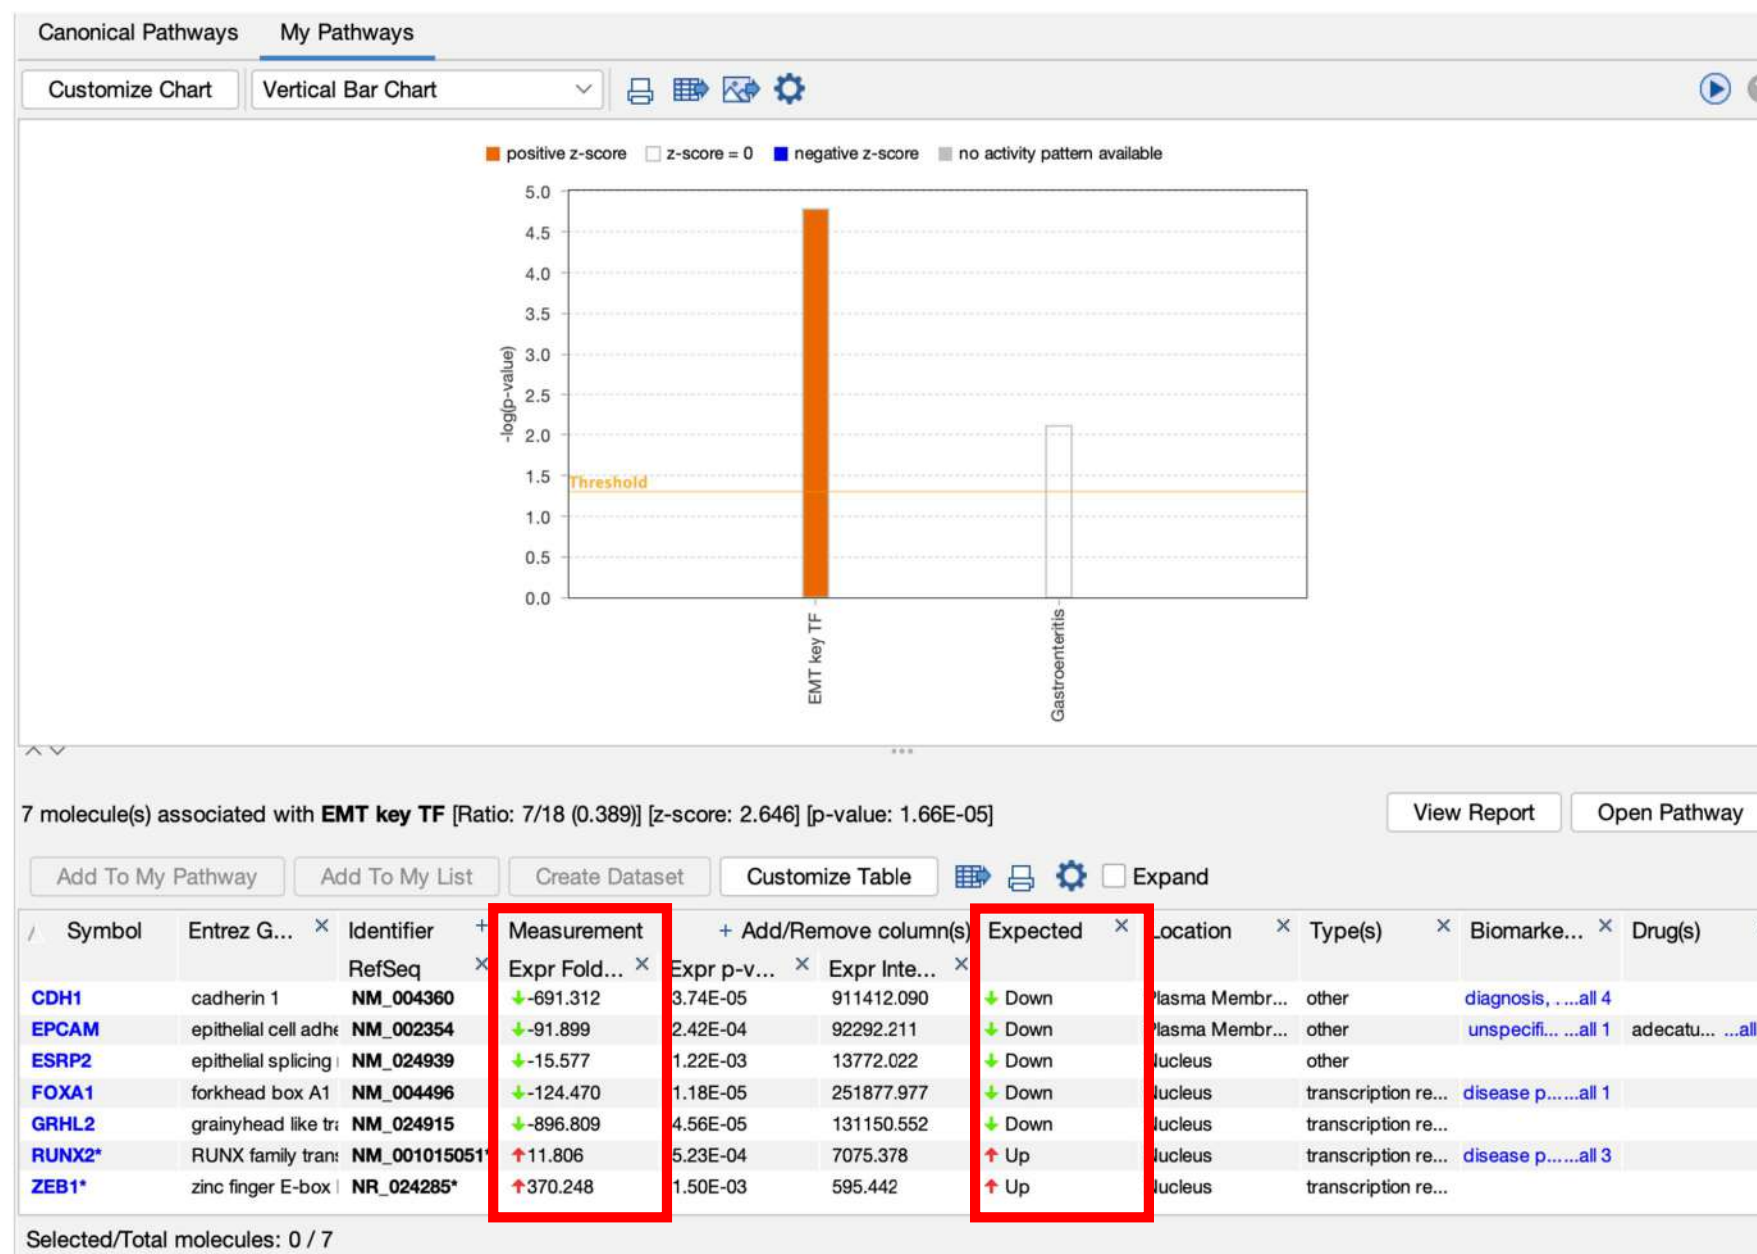 Canonical Pathways My Pathways
Customize Chart Vertical Bar Chart
positive z-score z-score = 0 negative z-score no activity pattern available
5.0
4.5
4.0
3.5
3.0
2.5
2.0
1.5
1.0
0.5
0.0
-log(p-value)
Threshold
EMT key TF
Gastroenteritis
7 molecule(s) associated with EMT key TF [Ratio: 7/18 (0.389)] [z-score: 2.646] [p-value: 1.66E-05]
View Report Open Pathway
Add To My Pathway Add To My List Create Dataset Customize Table Expand
Symbol Entrez G... × Identifier + Measurement + Add/Remove column(s) Expected × Location × Type(s) × Biomarke... × Drug(s)
RefSeq × Expr Fold... × Expr p-v... × Expr Inte... ×
CDH1 cadherin 1 NM_004360 -691.312 3.74E-05 911412.090 Down Plasma Membr... other diagnosis, . ...all 4
EPCAM epithelial cell adhe NM_002354 -91.899 2.42E-04 92292.211 Down Plasma Membr... other unspecifi... ...all 1 adecatu... ...all
ESRP2 epithelial splicing NM_024939 -15.577 1.22E-03 13772.022 Down Nucleus other
FOXA1 forkhead box A1 NM_004496 -124.470 1.18E-05 251877.977 Down Nucleus transcription re... disease p... ...all 1
GRHL2 grainyhead like tra NM_024915 -896.809 4.56E-05 131150.552 Down Nucleus transcription re...
RUNX2* RUNX family trans NM_001015051* 11.806 5.23E-04 7075.378 Up Nucleus transcription re... disease p... ...all 3
ZEB1* zinc finger E-box NR_024285* 370.248 1.50E-03 595.442 Up Nucleus transcription re...
Selected/Total molecules: 0 / 7